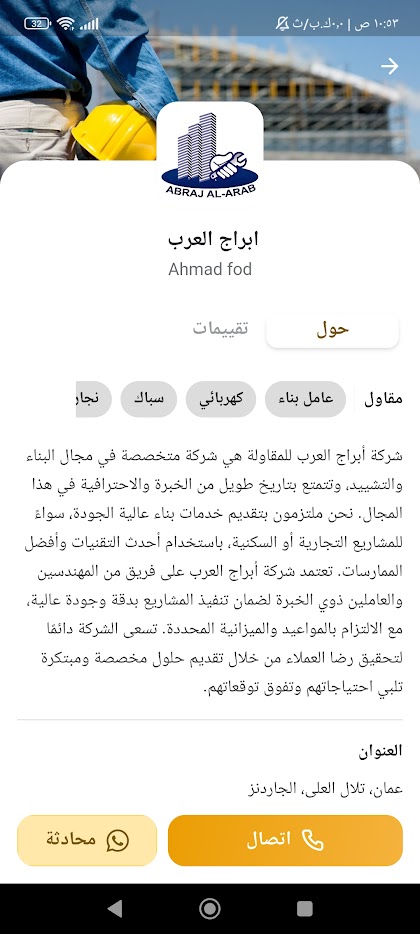 ١٠:٥٣ ص | ٠٫٠ك.ب/ث
32
ABRAJ AL-ARAB
ابراج العرب
Ahmad fod
حول
تقييمات
مقاول
عامل بناء
كهربائي
سباك
نجار
شركة أبراج العرب للمقاولة هي شركة متخصصة في مجال البناء
والتشييد، وتتمتع بتاريخ طويل من الخبرة والاحترافية في هذا
المجال. نحن ملتزمون بتقديم خدمات بناء عالية الجودة، سواءً
للمشاريع التجارية أو السكنية، باستخدام أحدث التقنيات وأفضل
الممارسات. تعتمد شركة أبراج العرب على فريق من المهندسين
والعاملين ذوي الخبرة لضمان تنفيذ المشاريع بدقة وجودة عالية،
مع الالتزام بالمواعيد والميزانية المحددة. تسعى الشركة دائمًا
لتحقيق رضا العملاء من خلال تقديم حلول مخصصة ومبتكرة
تلبي احتياجاتهم وتفوق توقعاتهم.
العنوان
عمان، تلال العلى، الجاردنز
اتصال
محادثة